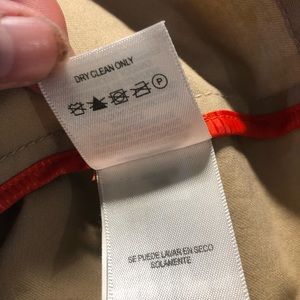 DRY CLEAN ONLY
P
SE PUEDE LAVAR EN SECO
SOLAMENTE